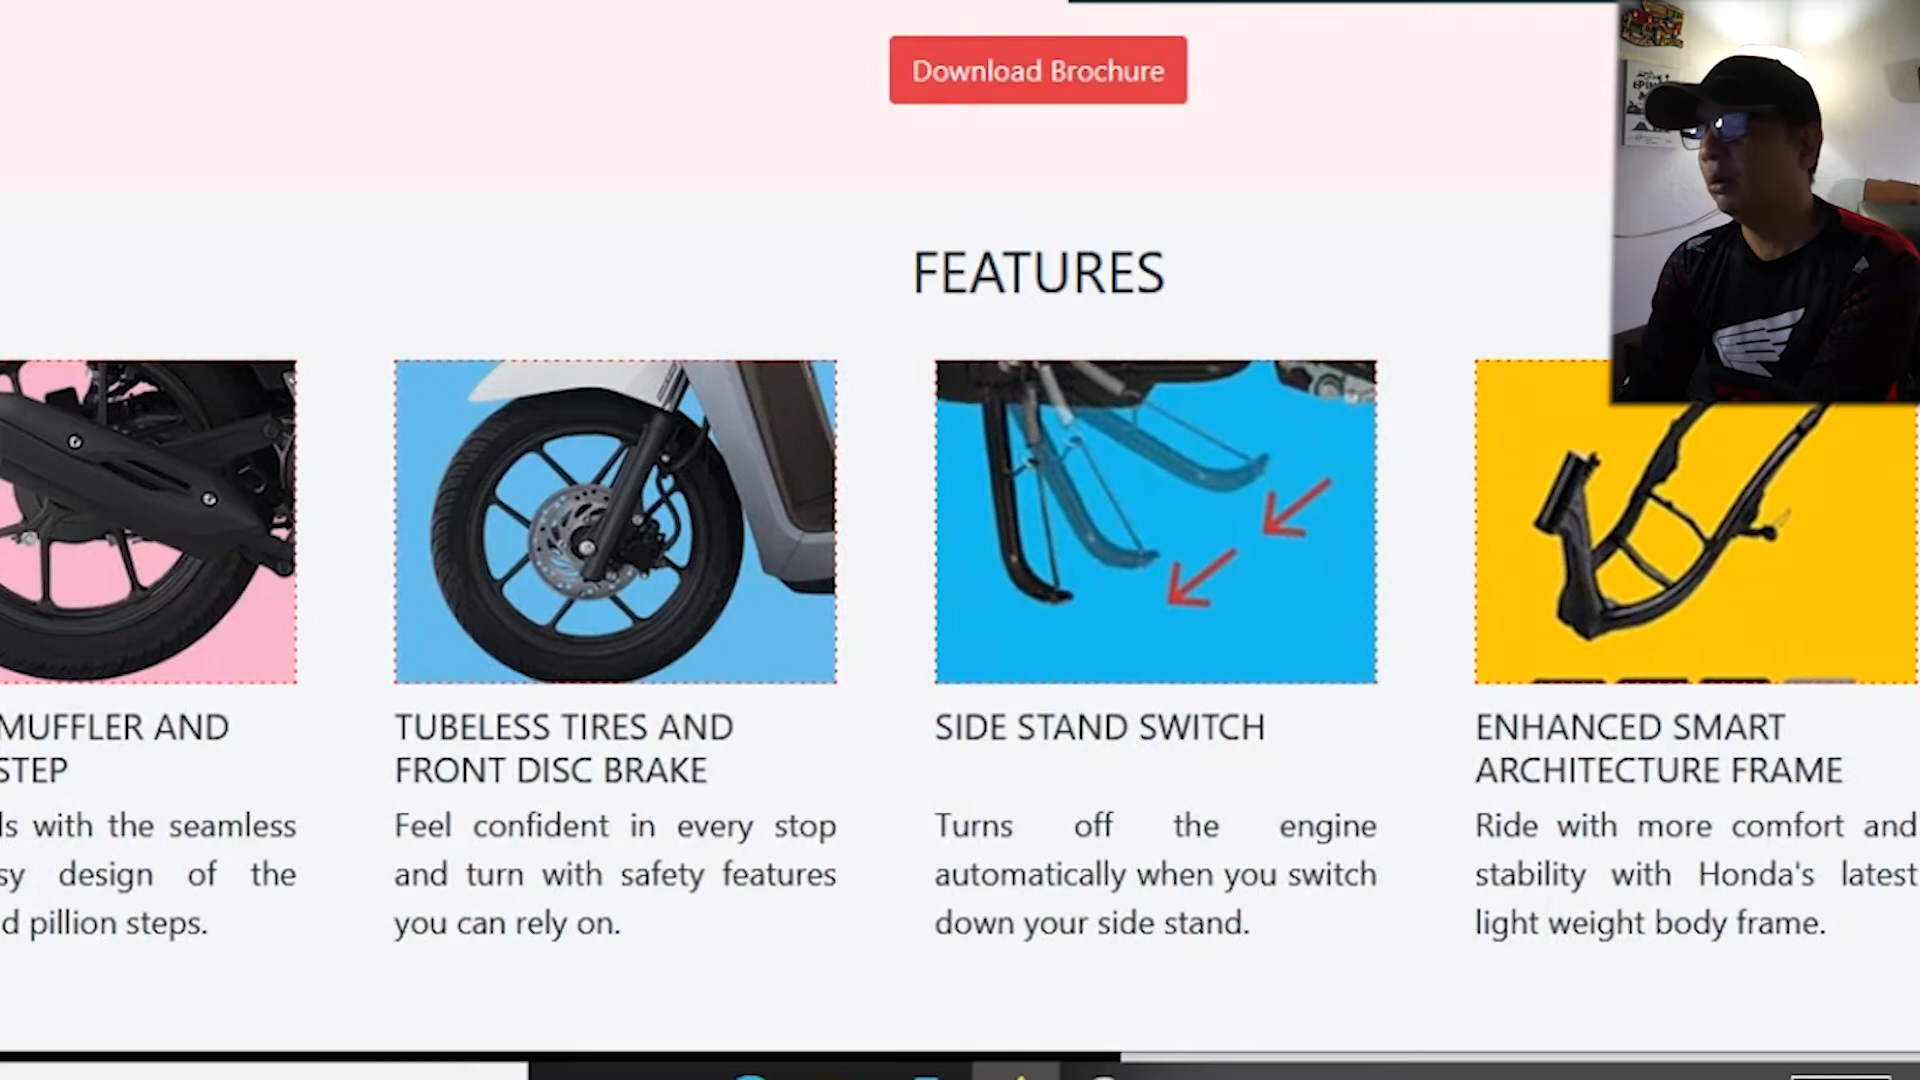 Download Brochure
FEATURES
MUFFLER AND
STEP
with the seamless
design of the
pillion steps.
TUBELESS TIRES AND
FRONT DISC BRAKE
Feel confident in every stop
and turn with safety features
you can rely on.
SIDE STAND SWITCH
Turns off the engine
automatically when you switch
down your side stand.
ENHANCED SMART
ARCHITECTURE FRAME
Ride with more comfort and
stability with Honda's latest
light weight body frame.